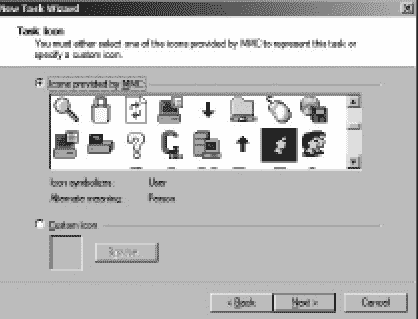 New Task Wizard
Task Icon
You must either select one of the icons provided by MMC to represent this task or
specify a custom icon.
Icons provided by MMC:
Icon symbolizes: User
Alternate meaning: Person
Custom icon
Browse...
< Back Next > Cancel